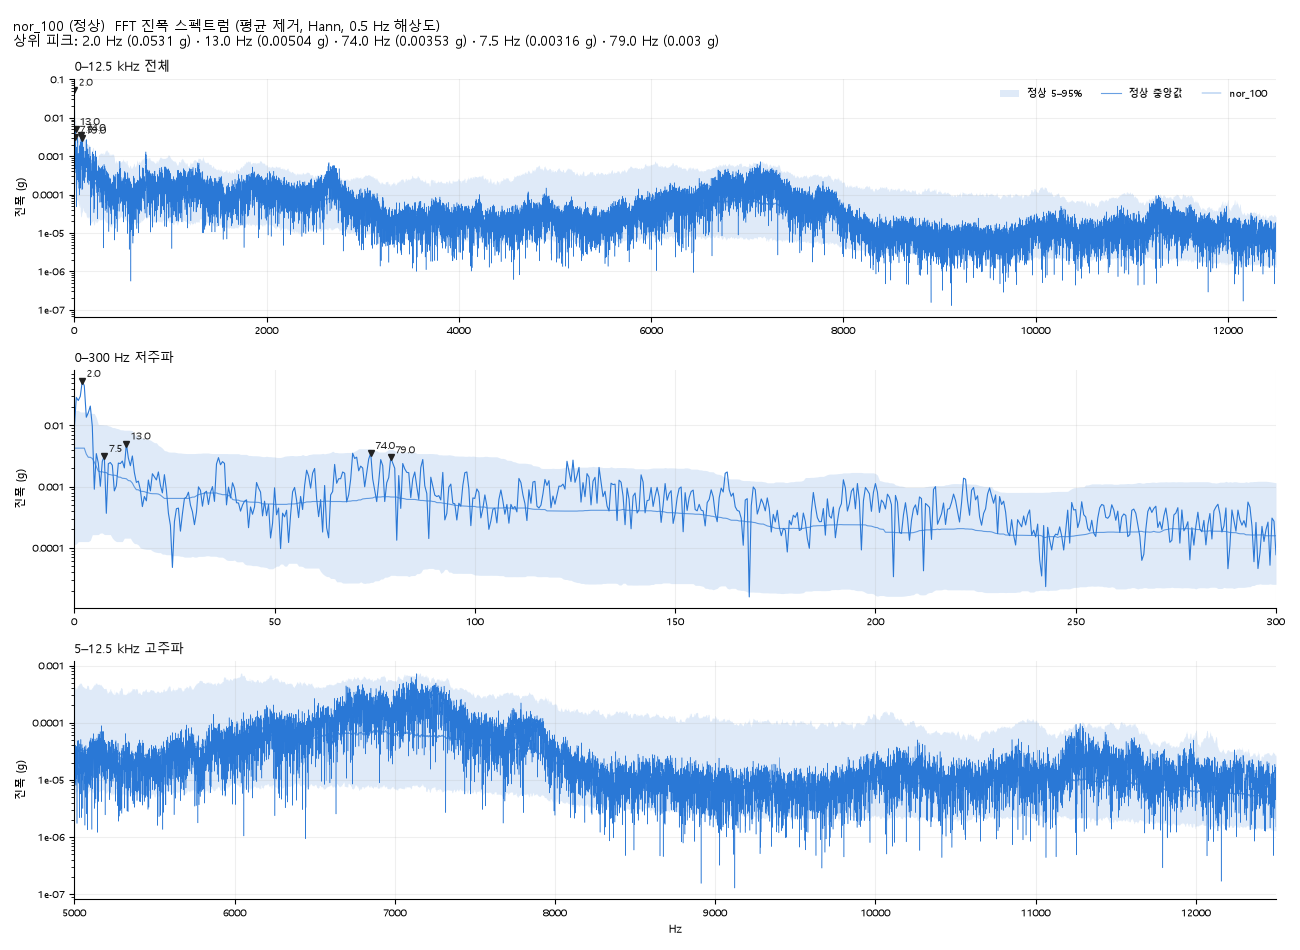 nor_100 (정상)  FFT 진폭 스펙트럼 (평균 제거, Hann, 0.5 Hz 해상도)
상위 피크: 2.0 Hz (0.0531 g) · 13.0 Hz (0.00504 g) · 74.0 Hz (0.00353 g) · 7.5 Hz (0.00316 g) · 79.0 Hz (0.003 g)
0–12.5 kHz 전체
정상 5–95%
정상 중앙값
nor_100
2.0
13.0
79.0
진폭 (g)
0.1
0.01
0.001
0.0001
1e-05
1e-06
1e-07
0 2000 4000 6000 8000 10000 12000
0–300 Hz 저주파
2.0
13.0
7.5
74.0
79.0
진폭 (g)
0.01
0.001
0.0001
0 50 100 150 200 250 300
5–12.5 kHz 고주파
진폭 (g)
0.001
0.0001
1e-05
1e-06
1e-07
5000 6000 7000 8000 9000 10000 11000 12000
Hz